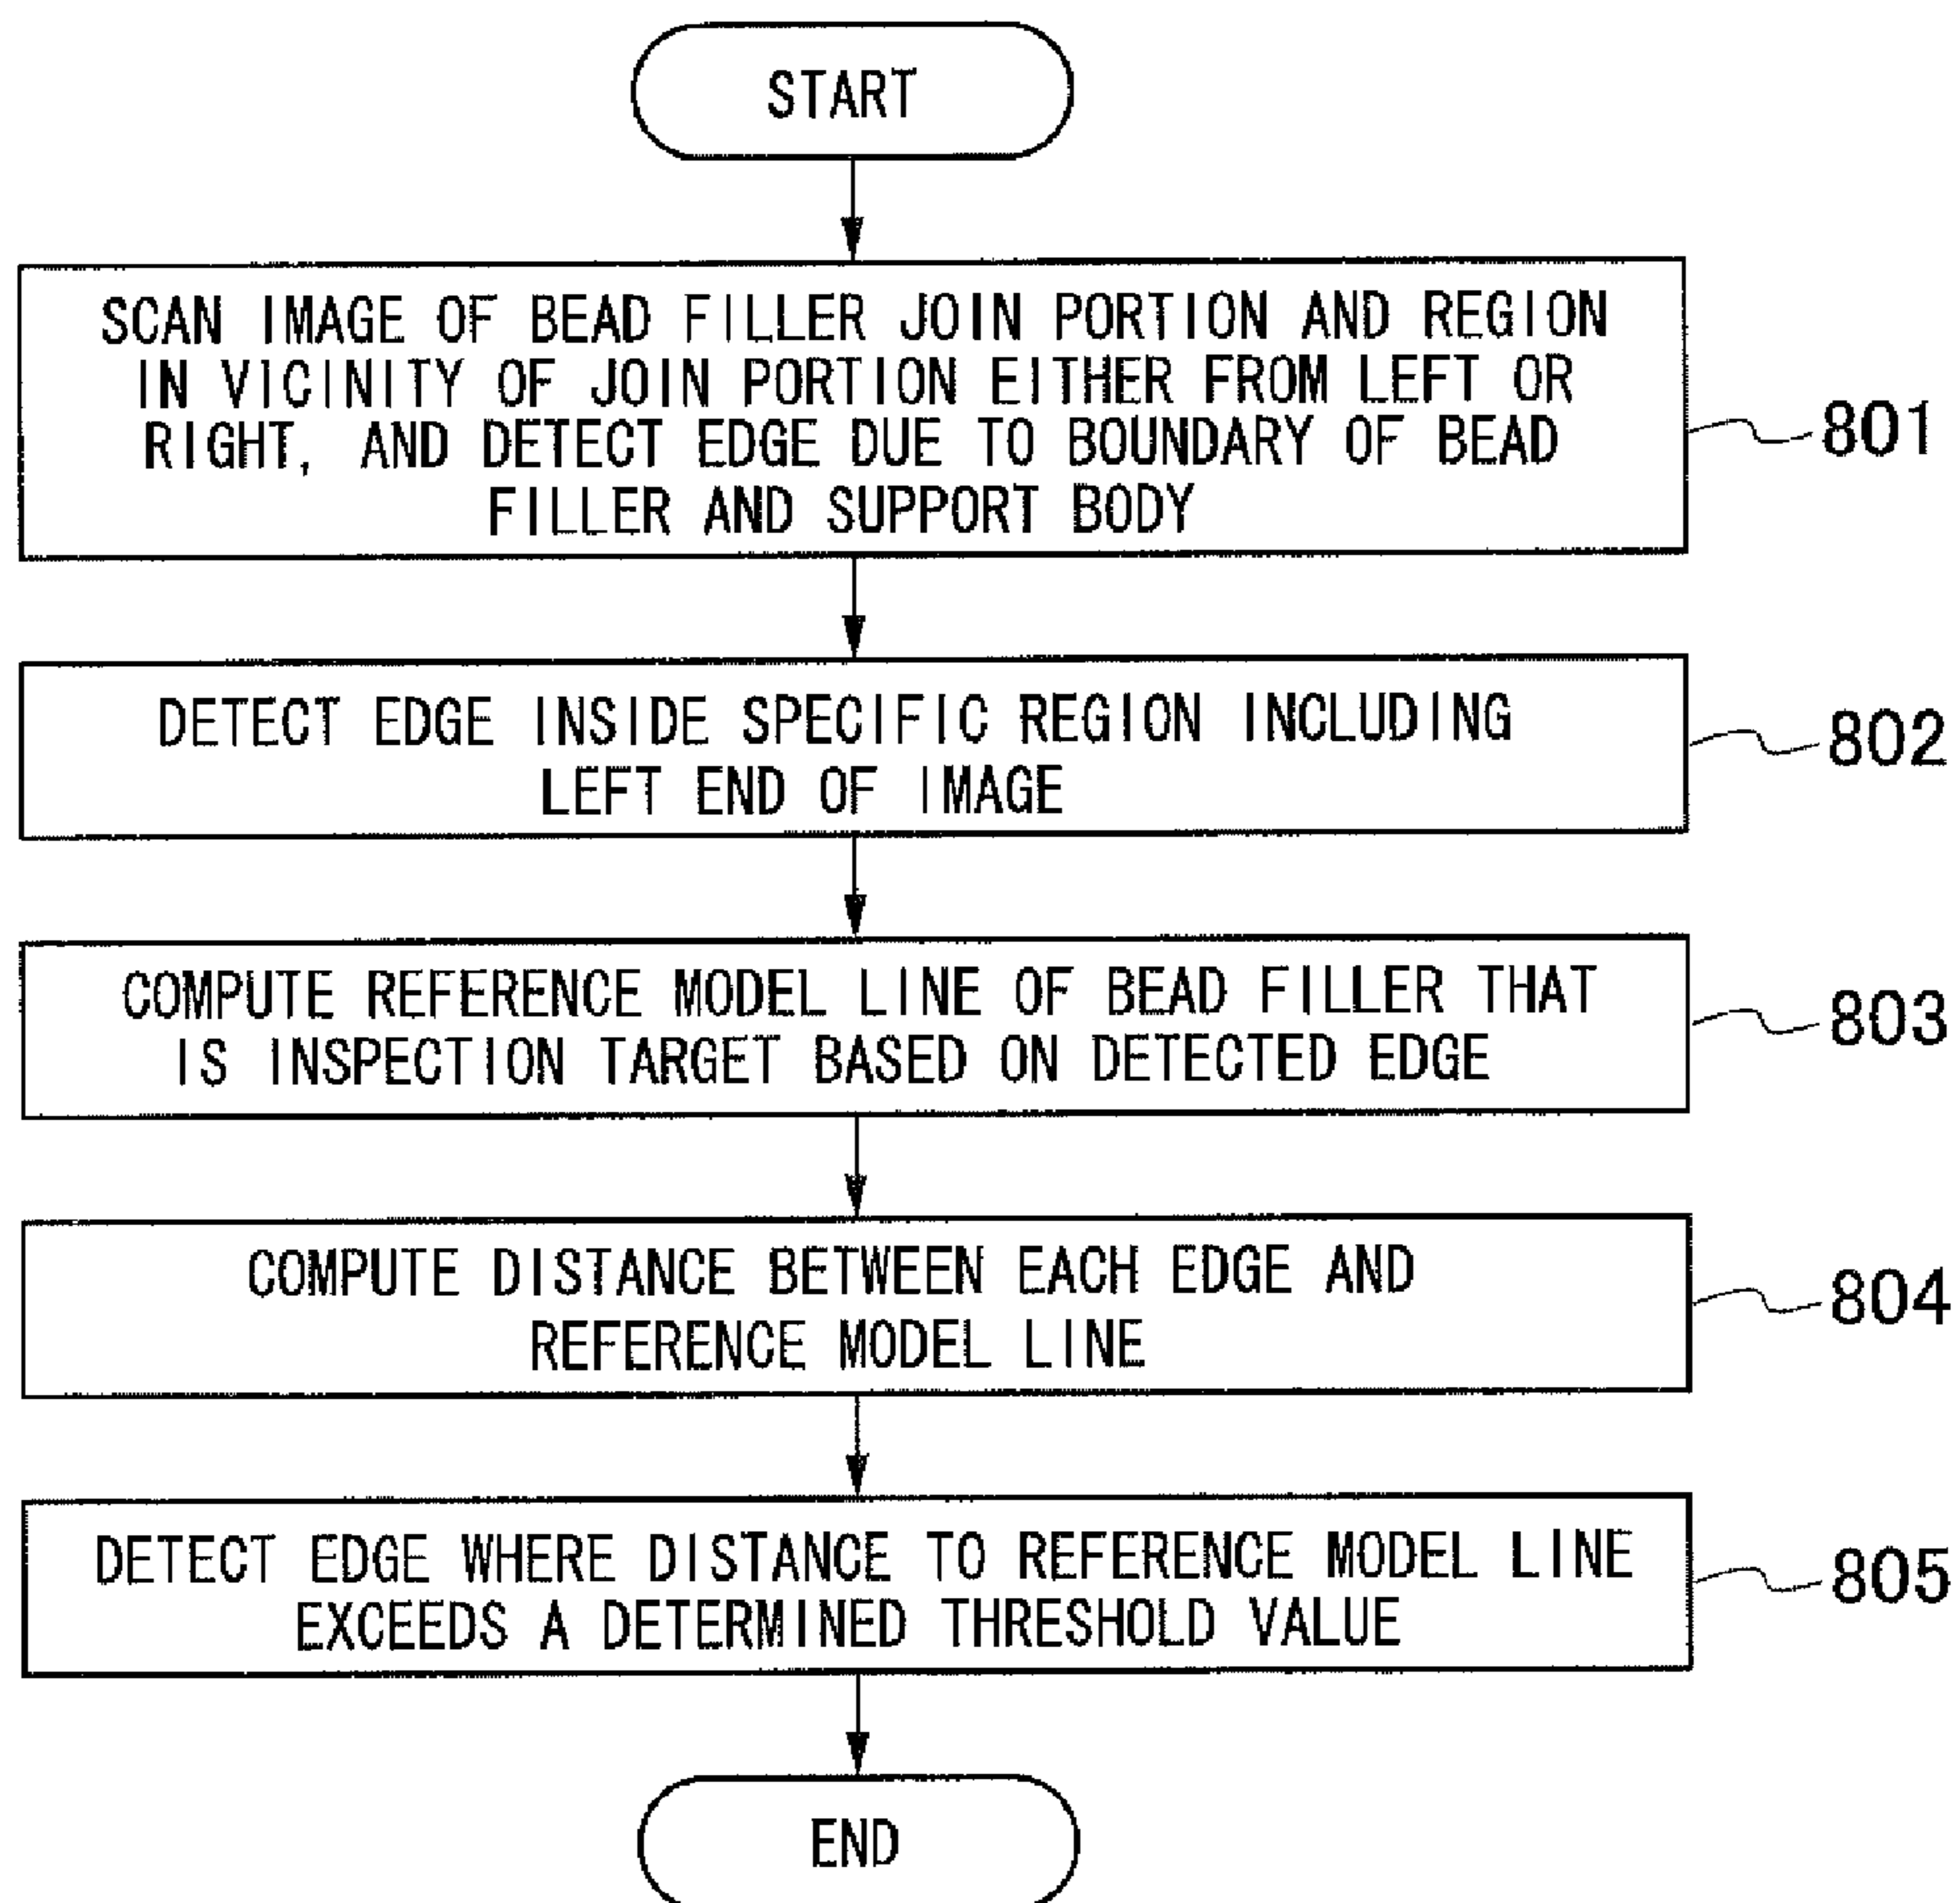 START
SCAN IMAGE OF BEAD FILLER JOIN PORTION AND REGION
IN VICINITY OF JOIN PORTION EITHER FROM LEFT OR
RIGHT, AND DETECT EDGE DUE TO BOUNDARY OF BEAD
FILLER AND SUPPORT BODY
801
DETECT EDGE INSIDE SPECIFIC REGION INCLUDING
LEFT END OF IMAGE
802
COMPUTE REFERENCE MODEL LINE OF BEAD FILLER THAT
IS INSPECTION TARGET BASED ON DETECTED EDGE
803
COMPUTE DISTANCE BETWEEN EACH EDGE AND
REFERENCE MODEL LINE
804
DETECT EDGE WHERE DISTANCE TO REFERENCE MODEL LINE
EXCEEDS A DETERMINED THRESHOLD VALUE
805
END